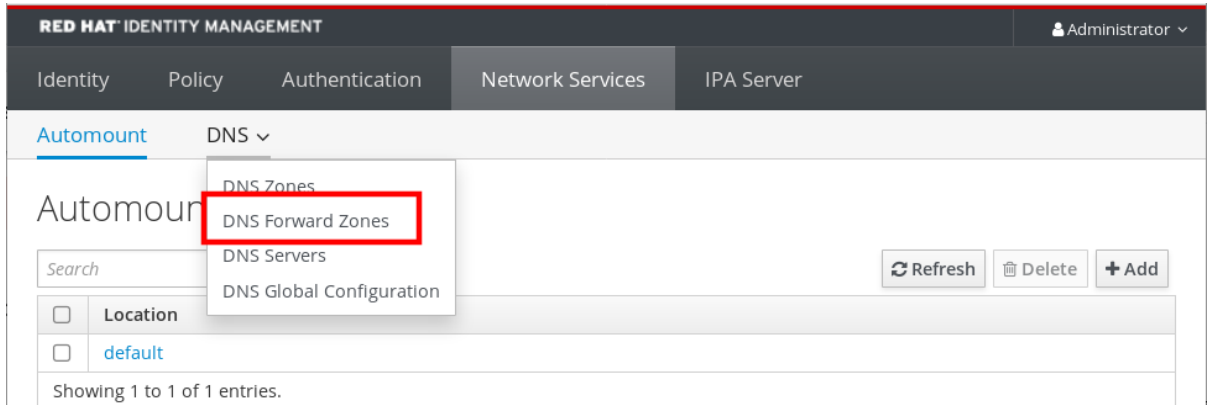 RED HAT IDENTITY MANAGEMENT Administrator
Identity Policy Authentication Network Services IPA Server
Automount DNS
DNS Zones
Automoun
DNS Forward Zones
Search
DNS Servers
Refresh Delete Add
DNS Global Configuration
Location
default
Showing 1 to 1 of 1 entries.